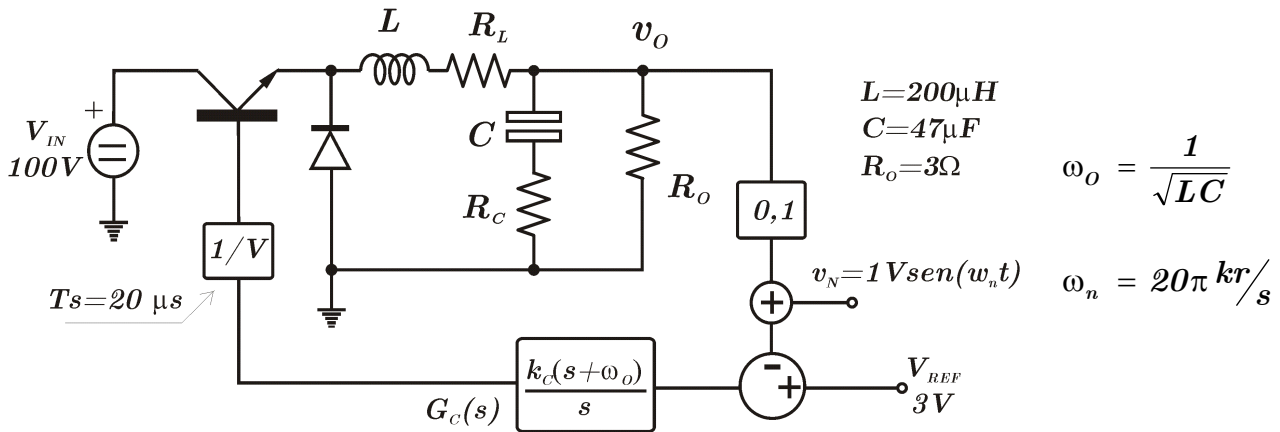 L
R_L
v_O
+
V_IN
100V
C
R_C
R_O
L=200μH
C=47μF
R_O=3Ω
ω_O = 1/√LC
0,1
1/V
Ts=20 μs
v_N=1Vsen(w_nt)
ω_n = 20π kr/s
+
-
+
V_REF
3V
k_C(s+ω_O)
s
G_C(s)